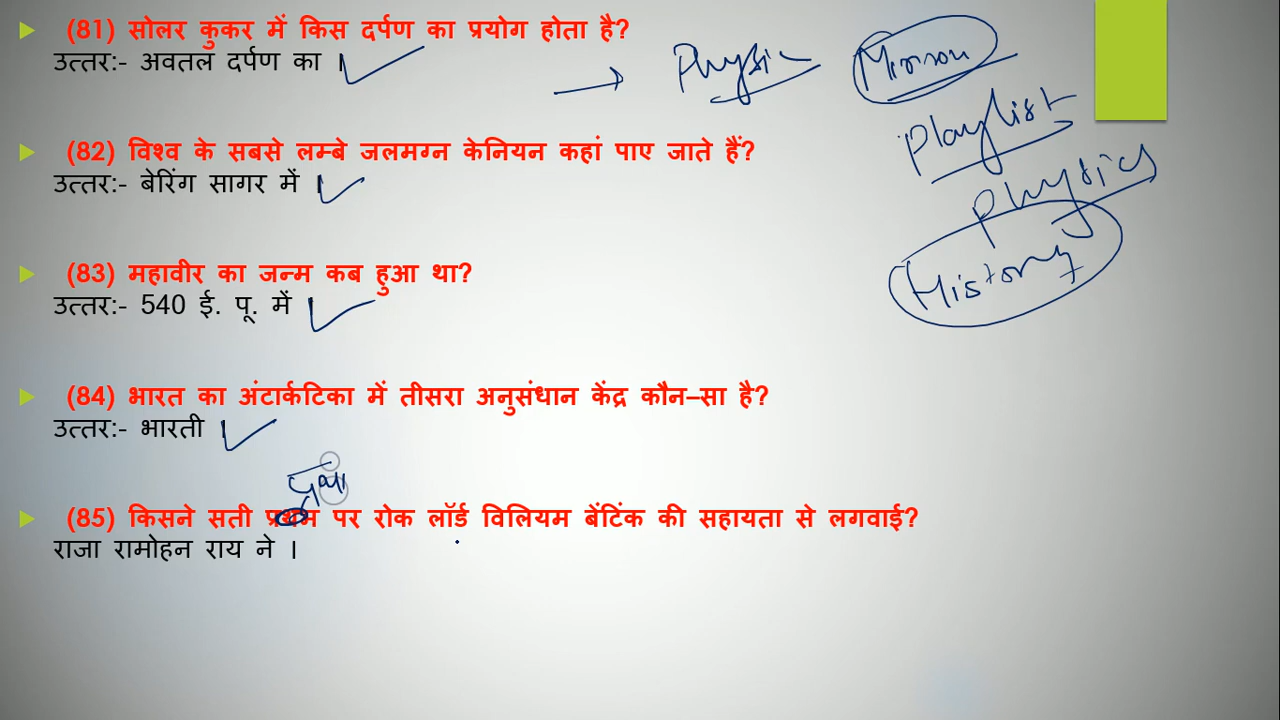 (81) सोलर कुकर में किस दर्पण का प्रयोग होता है?
उत्तर:- अवतल दर्पण का ।
→ Physic Mirror
Playlist
(82) विश्व के सबसे लम्बे जलमग्न केनियन कहां पाए जाते हैं?
उत्तर:- बेरिंग सागर में ।
Physics
History
(83) महावीर का जन्म कब हुआ था?
उत्तर:- 540 ई. पू. में ।
(84) भारत का अंटार्कटिका में तीसरा अनुसंधान केंद्र कौन–सा है?
उत्तर:- भारती ।
प्रथा
(85) किसने सती प्रथम पर रोक लॉर्ड विलियम बेंटिंक की सहायता से लगवाई?
राजा रामोहन राय ने ।